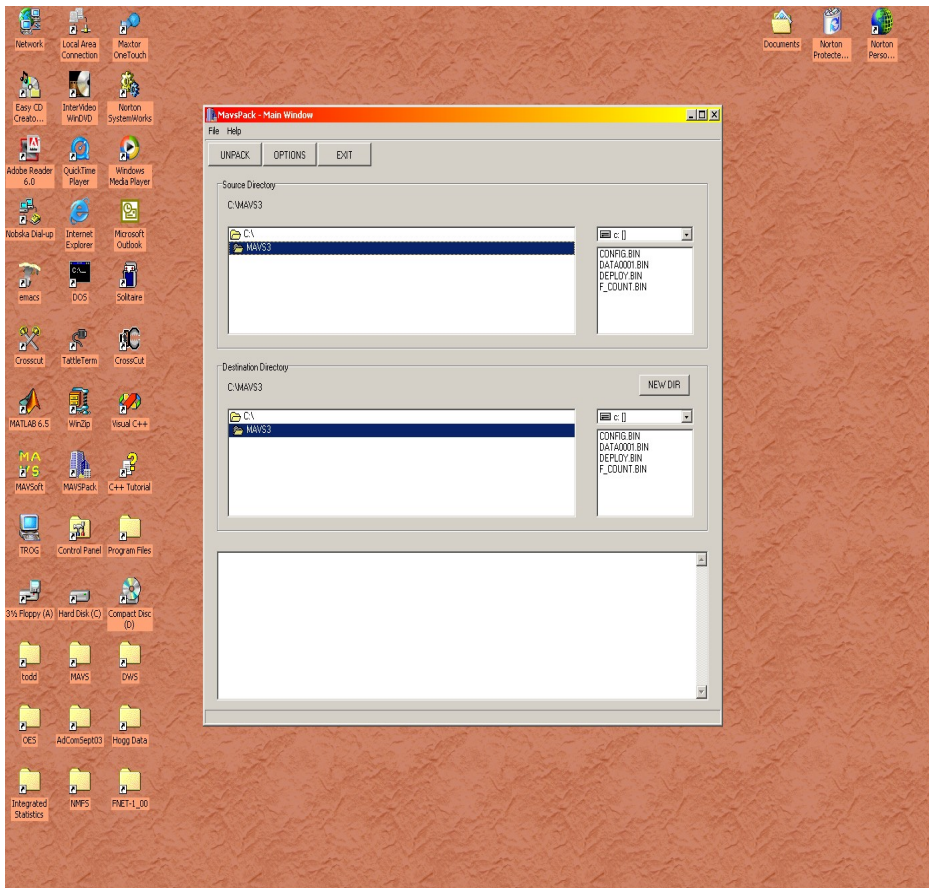 Network
Local Area
Connection
Maxtor
OneTouch
Documents
Norton
Protecte...
Norton
Perso...
Easy CD
Creato...
InterVideo
WinDVD
Norton
SystemWorks
Adobe Reader
6.0
QuickTime
Player
Windows
Media Player
Nobska Dial-up
Internet
Explorer
Microsoft
Outlook
emacs
C:\_
DOS
Solitaire
Crosscut
TattleTerm
CrossCut
MATLAB 6.5
WinZip
Visual C++
MA
VS
MAVSoft
MAVSPack
C++ Tutorial
TROG
Control Panel
Program Files
3½ Floppy (A)
Hard Disk (C)
Compact Disc
(D)
todd
MAVS
DWS
OES
AdComSept03
Hogg Data
Integrated
Statistics
NMFS
FNET-1_00
MavsPack - Main Window
File Help
UNPACK OPTIONS EXIT
Source Directory
C:\MAVS3
C:\
MAVS3
c: []
CONFIG.BIN
DATA0001.BIN
DEPLOY.BIN
F_COUNT.BIN
Destination Directory
C:\MAVS3
NEW DIR
C:\
MAVS3
c: []
CONFIG.BIN
DATA0001.BIN
DEPLOY.BIN
F_COUNT.BIN